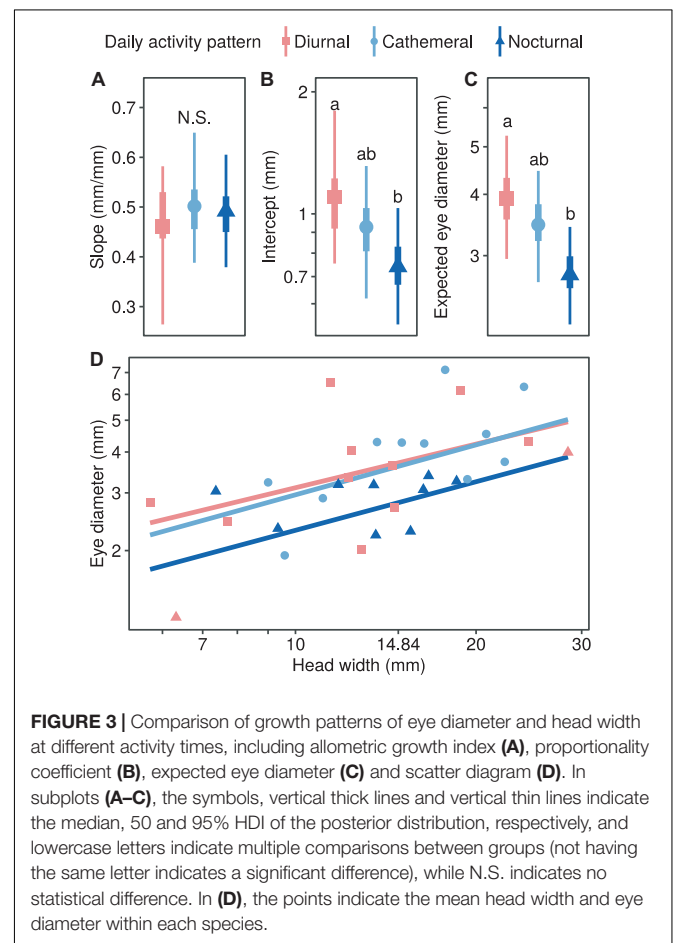 Daily activity pattern Diurnal Cathemeral Nocturnal
A
B
C
0.7
0.6
0.5
0.4
0.3
Slope (mm/mm)
N.S.
2
1
0.7
Intercept (mm)
a
ab
b
5
4
3
Expected eye diameter (mm)
a
ab
b
D
7
6
5
4
3
2
Eye diameter (mm)
7 10 14.84 20 30
Head width (mm)
FIGURE 3 | Comparison of growth patterns of eye diameter and head width
at different activity times, including allometric growth index (A), proportionality
coefficient (B), expected eye diameter (C) and scatter diagram (D). In
subplots (A–C), the symbols, vertical thick lines and vertical thin lines indicate
the median, 50 and 95% HDI of the posterior distribution, respectively, and
lowercase letters indicate multiple comparisons between groups (not having
the same letter indicates a significant difference), while N.S. indicates no
statistical difference. In (D), the points indicate the mean head width and eye
diameter within each species.